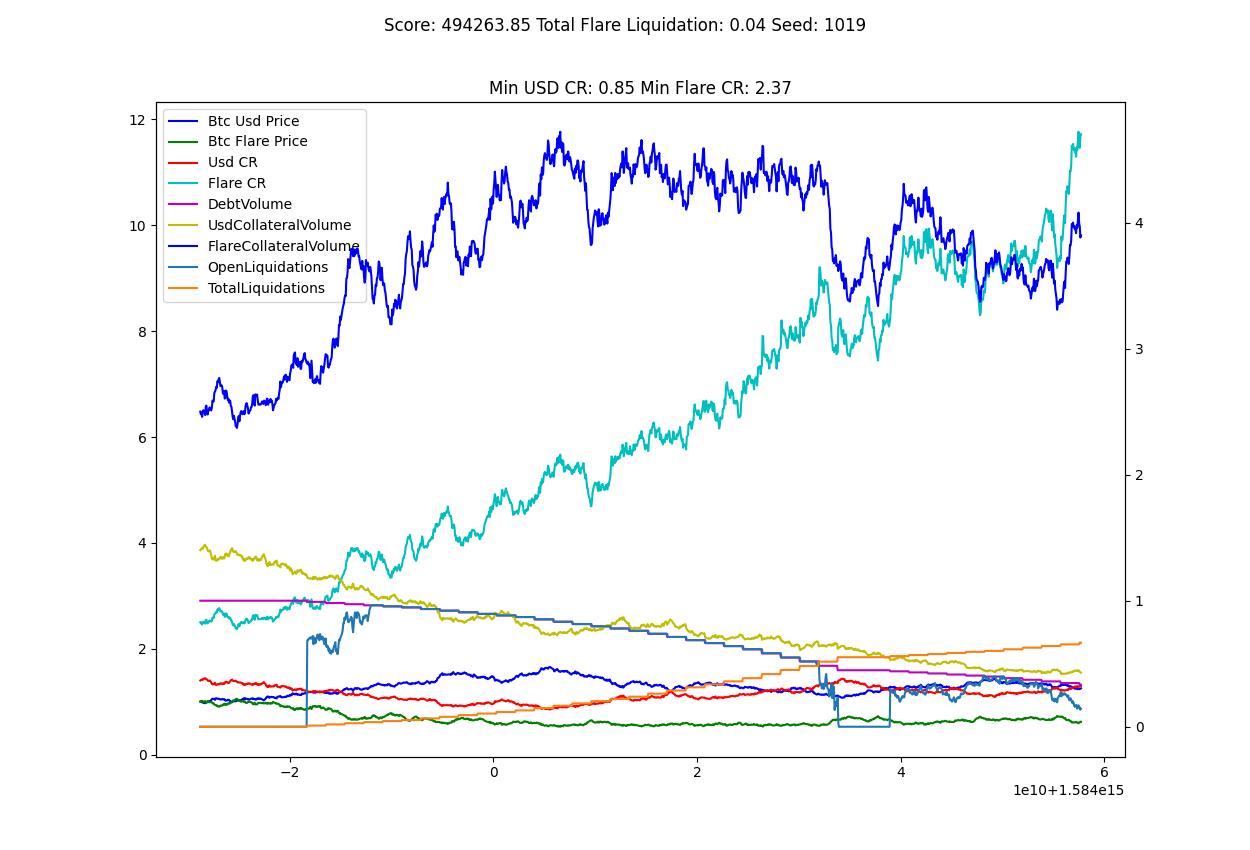 Score: 494263.85 Total Flare Liquidation: 0.04 Seed: 1019
Min USD CR: 0.85 Min Flare CR: 2.37
Btc Usd Price
Btc Flare Price
Usd CR
Flare CR
DebtVolume
UsdCollateralVolume
FlareCollateralVolume
OpenLiquidations
TotalLiquidations
12
10
8
6
4
2
0
4
3
2
1
0
−2
0
2
4
6
1e10+1.584e15